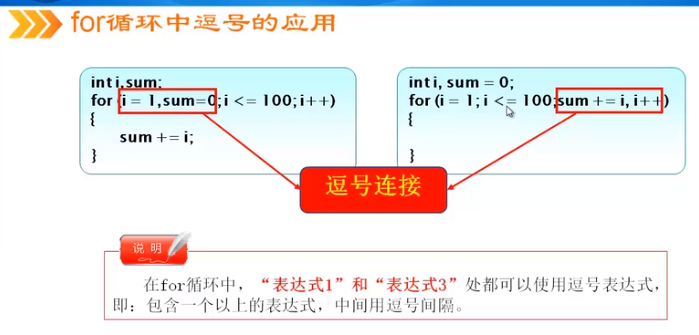 for循环中逗号的应用
int i,sum;
for (i = 1,sum=0;i <= 100;i++)
{
sum += i;
}
int i, sum = 0;
for (i = 1;i <= 100;sum += i, i++)
{
}
逗号连接
说 明
在for循环中，“表达式1”和“表达式3”处都可以使用逗号表达式，
即：包含一个以上的表达式，中间用逗号间隔。